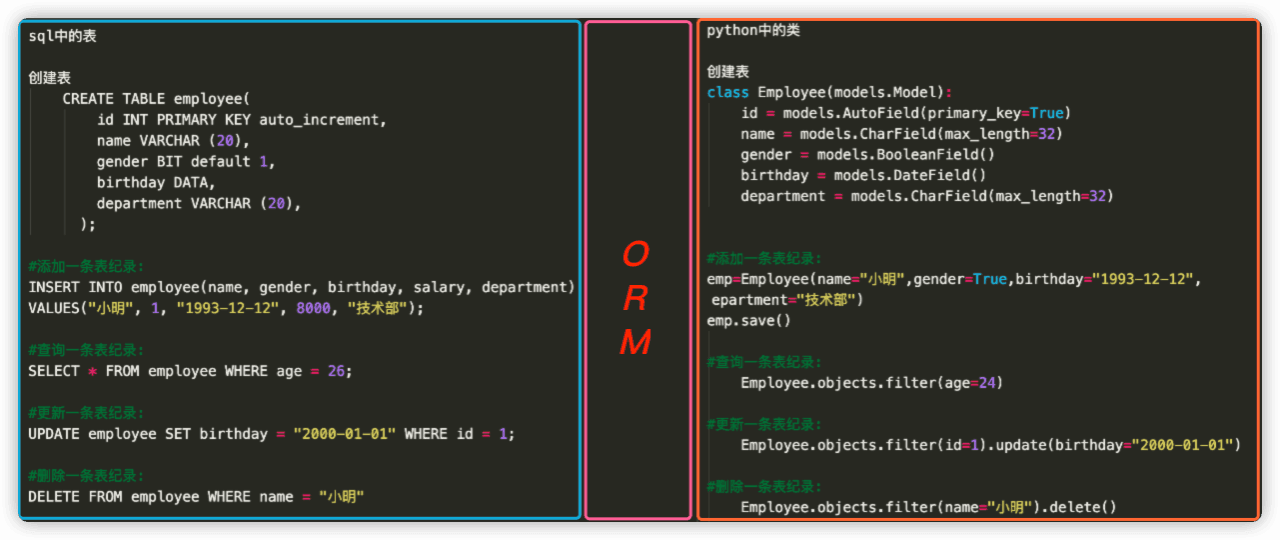 sql中的表
创建表
CREATE TABLE employee(
id INT PRIMARY KEY auto_increment,
name VARCHAR (20),
gender BIT default 1,
birthday DATA,
department VARCHAR (20),
);
#添加一条表纪录:
INSERT INTO employee(name, gender, birthday, salary, department)
VALUES("小明", 1, "1993-12-12", 8000, "技术部");
#查询一条表纪录:
SELECT * FROM employee WHERE age = 26;
#更新一条表纪录:
UPDATE employee SET birthday = "2000-01-01" WHERE id = 1;
#删除一条表纪录:
DELETE FROM employee WHERE name = "小明"
O
R
M
python中的类
创建表
class Employee(models.Model):
id = models.AutoField(primary_key=True)
name = models.CharField(max_length=32)
gender = models.BooleanField()
birthday = models.DateField()
department = models.CharField(max_length=32)
#添加一条表纪录:
emp=Employee(name="小明",gender=True,birthday="1993-12-12",
epartment="技术部")
emp.save()
#查询一条表纪录:
Employee.objects.filter(age=24)
#更新一条表纪录:
Employee.objects.filter(id=1).update(birthday="2000-01-01")
#删除一条表纪录:
Employee.objects.filter(name="小明").delete()